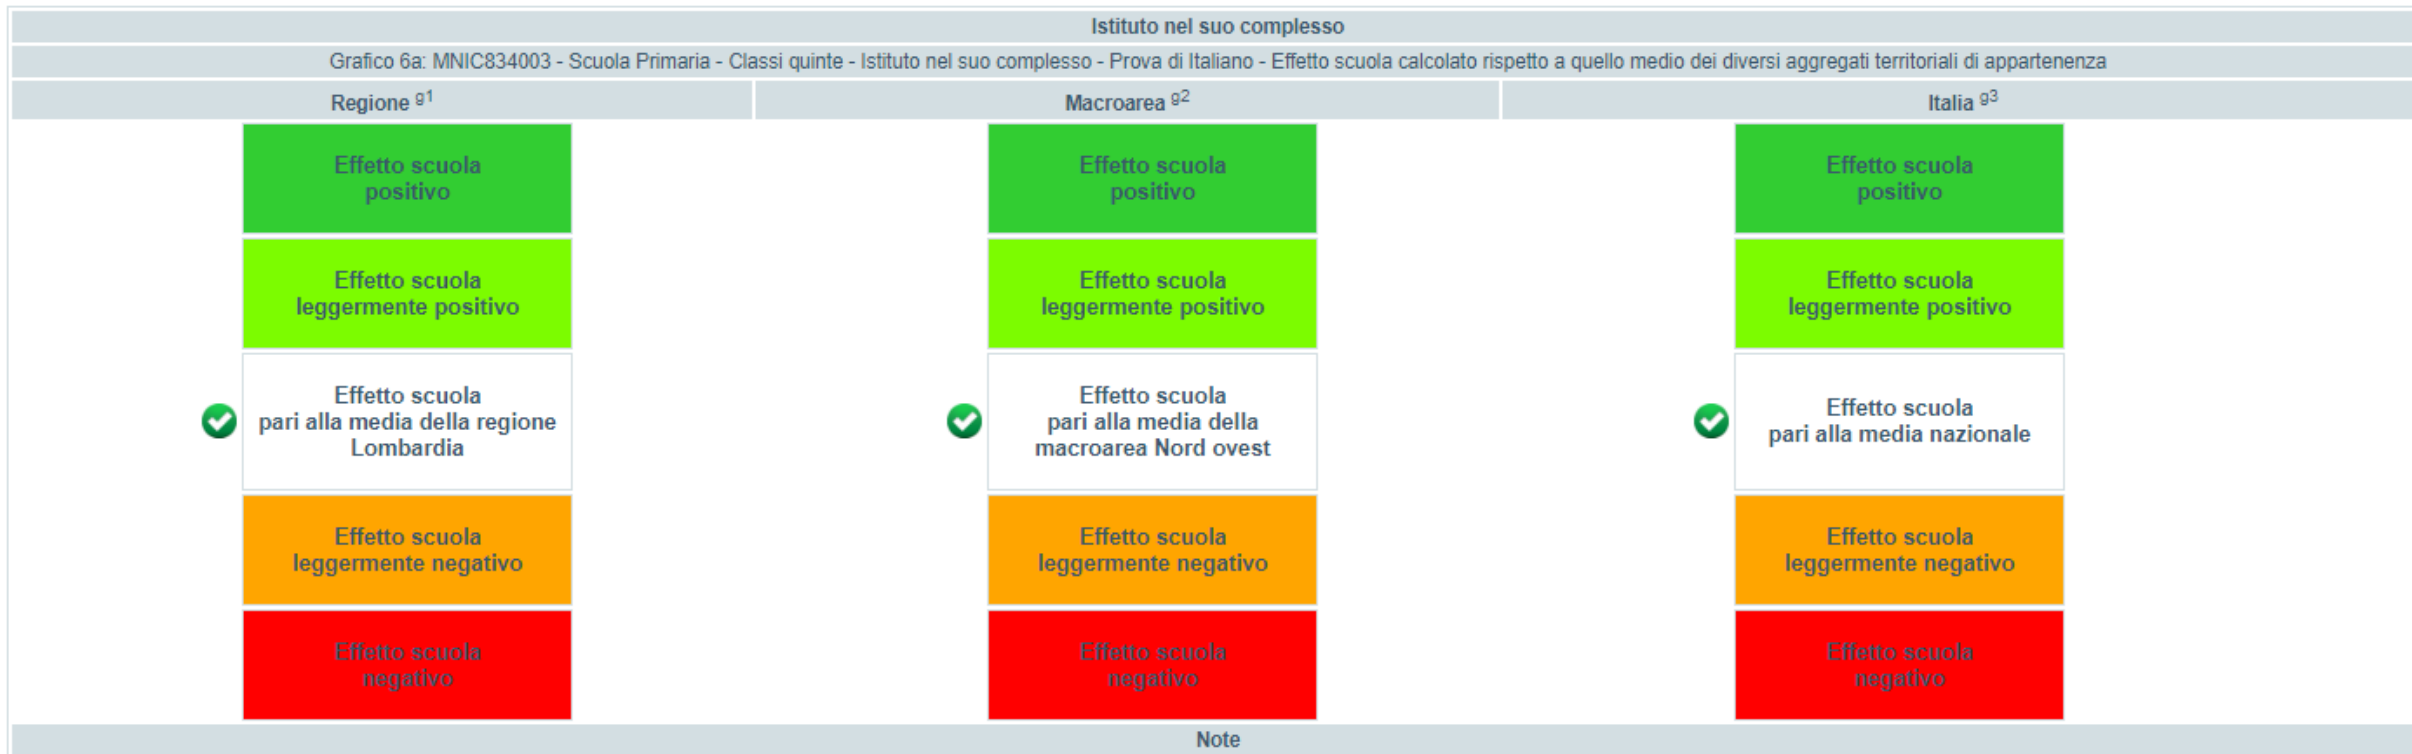 Istituto nel suo complesso
Grafico 6a: MNIC834003 - Scuola Primaria - Classi quinte - Istituto nel suo complesso - Prova di Italiano - Effetto scuola calcolato rispetto a quello medio dei diversi aggregati territoriali di appartenenza
Regione g1
Macroarea g2
Italia g3
Effetto scuola
positivo
Effetto scuola
positivo
Effetto scuola
positivo
Effetto scuola
leggermente positivo
Effetto scuola
leggermente positivo
Effetto scuola
leggermente positivo
Effetto scuola
pari alla media della regione
Lombardia
Effetto scuola
pari alla media della
macroarea Nord ovest
Effetto scuola
pari alla media nazionale
Effetto scuola
leggermente negativo
Effetto scuola
leggermente negativo
Effetto scuola
leggermente negativo
Effetto scuola
negativo
Effetto scuola
negativo
Effetto scuola
negativo
Note